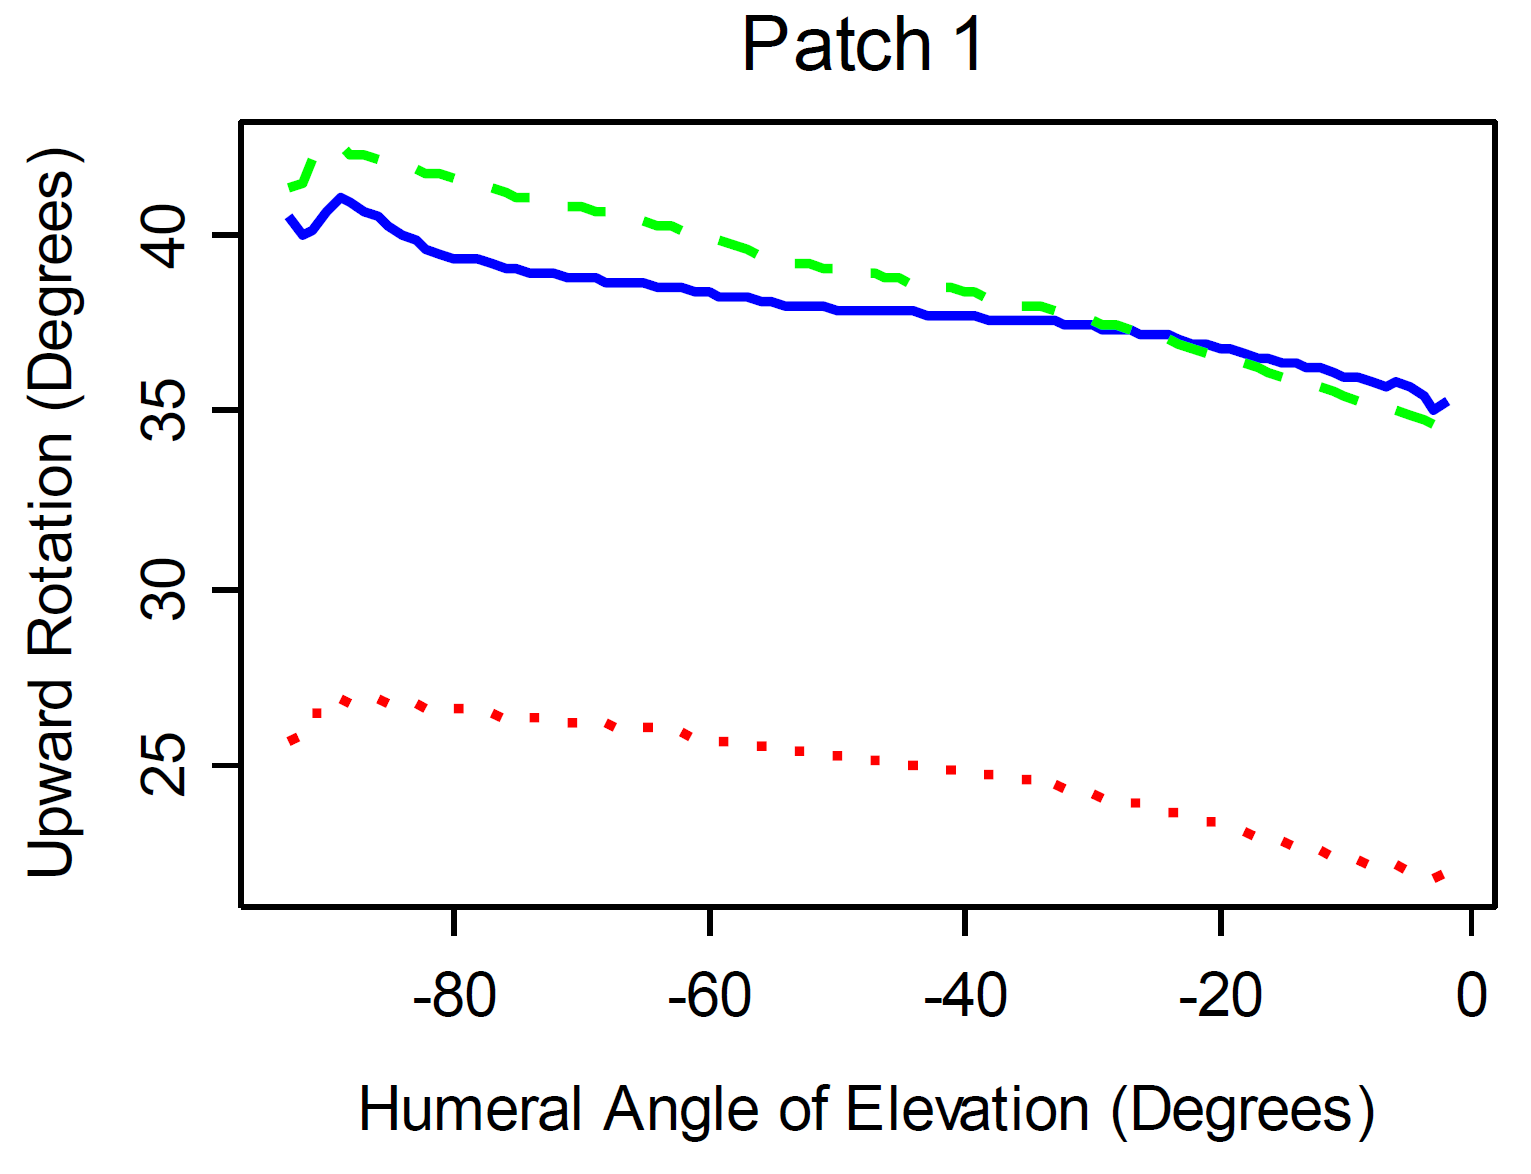 Patch 1
Upward Rotation (Degrees)
40
35
30
25
-80 -60 -40 -20 0
Humeral Angle of Elevation (Degrees)